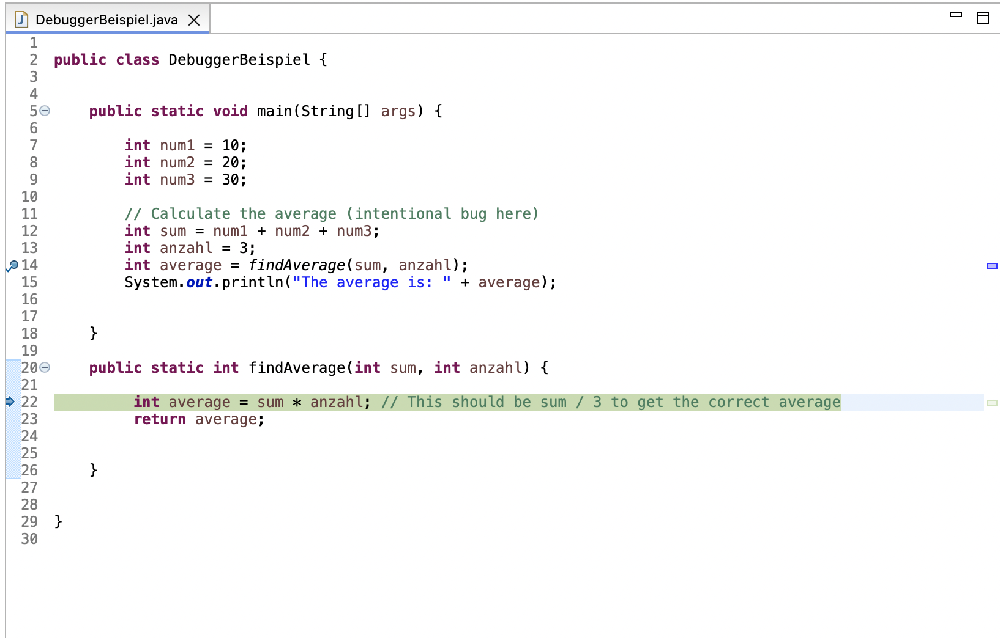 DebuggerBeispiel.java
1
2 public class DebuggerBeispiel {
3
4
5 public static void main(String[] args) {
6
7 int num1 = 10;
8 int num2 = 20;
9 int num3 = 30;
10
11 // Calculate the average (intentional bug here)
12 int sum = num1 + num2 + num3;
13 int anzahl = 3;
14 int average = findAverage(sum, anzahl);
15 System.out.println("The average is: " + average);
16
17
18 }
19
20 public static int findAverage(int sum, int anzahl) {
21
22 int average = sum * anzahl; // This should be sum / 3 to get the correct average
23 return average;
24
25
26 }
27
28
29 }
30